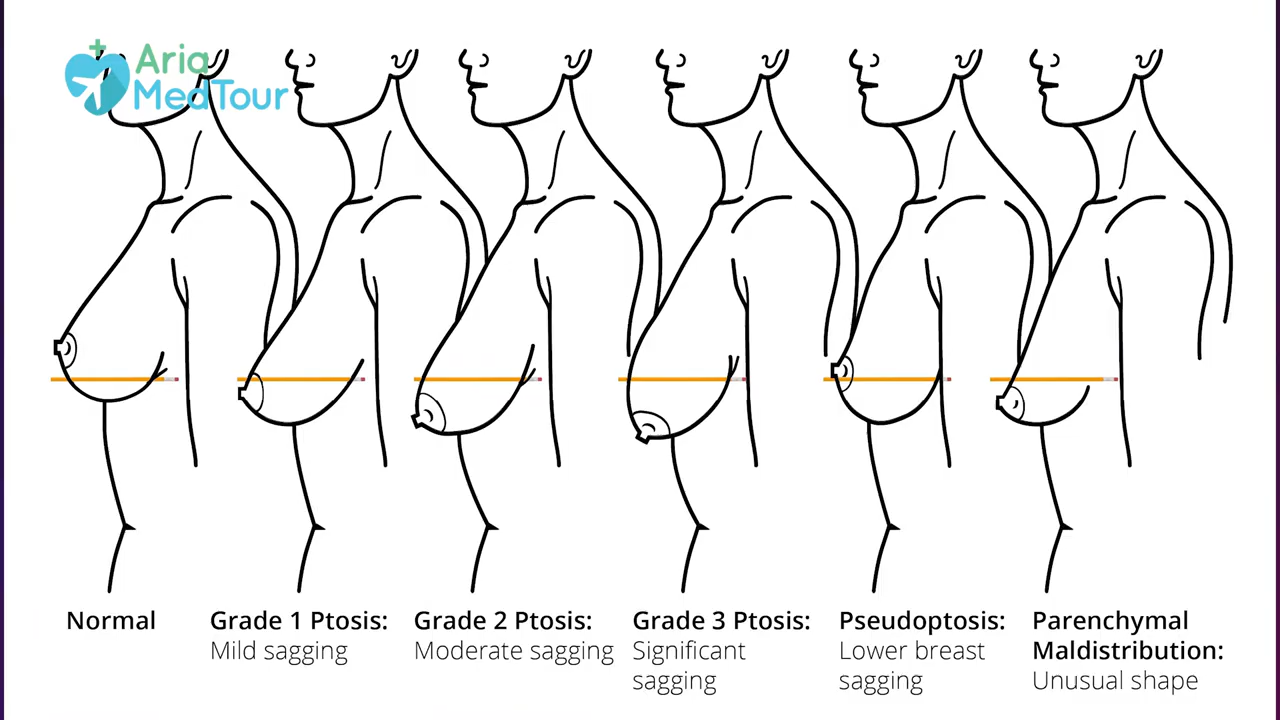 Aria
MedTour
Normal
Grade 1 Ptosis:
Mild sagging
Grade 2 Ptosis:
Moderate sagging
Grade 3 Ptosis:
Significant
sagging
Pseudoptosis:
Lower breast
sagging
Parenchymal
Maldistribution:
Unusual shape